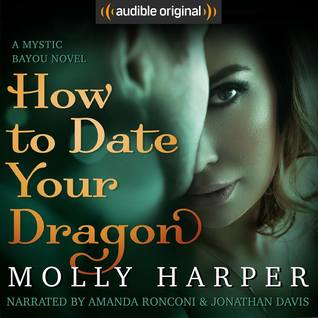 audible original
A MYSTIC
BAYOU NOVEL
How
to Date
Your
Dragon
MOLLY HARPER
NARRATED BY AMANDA RONCONI & JONATHAN DAVIS